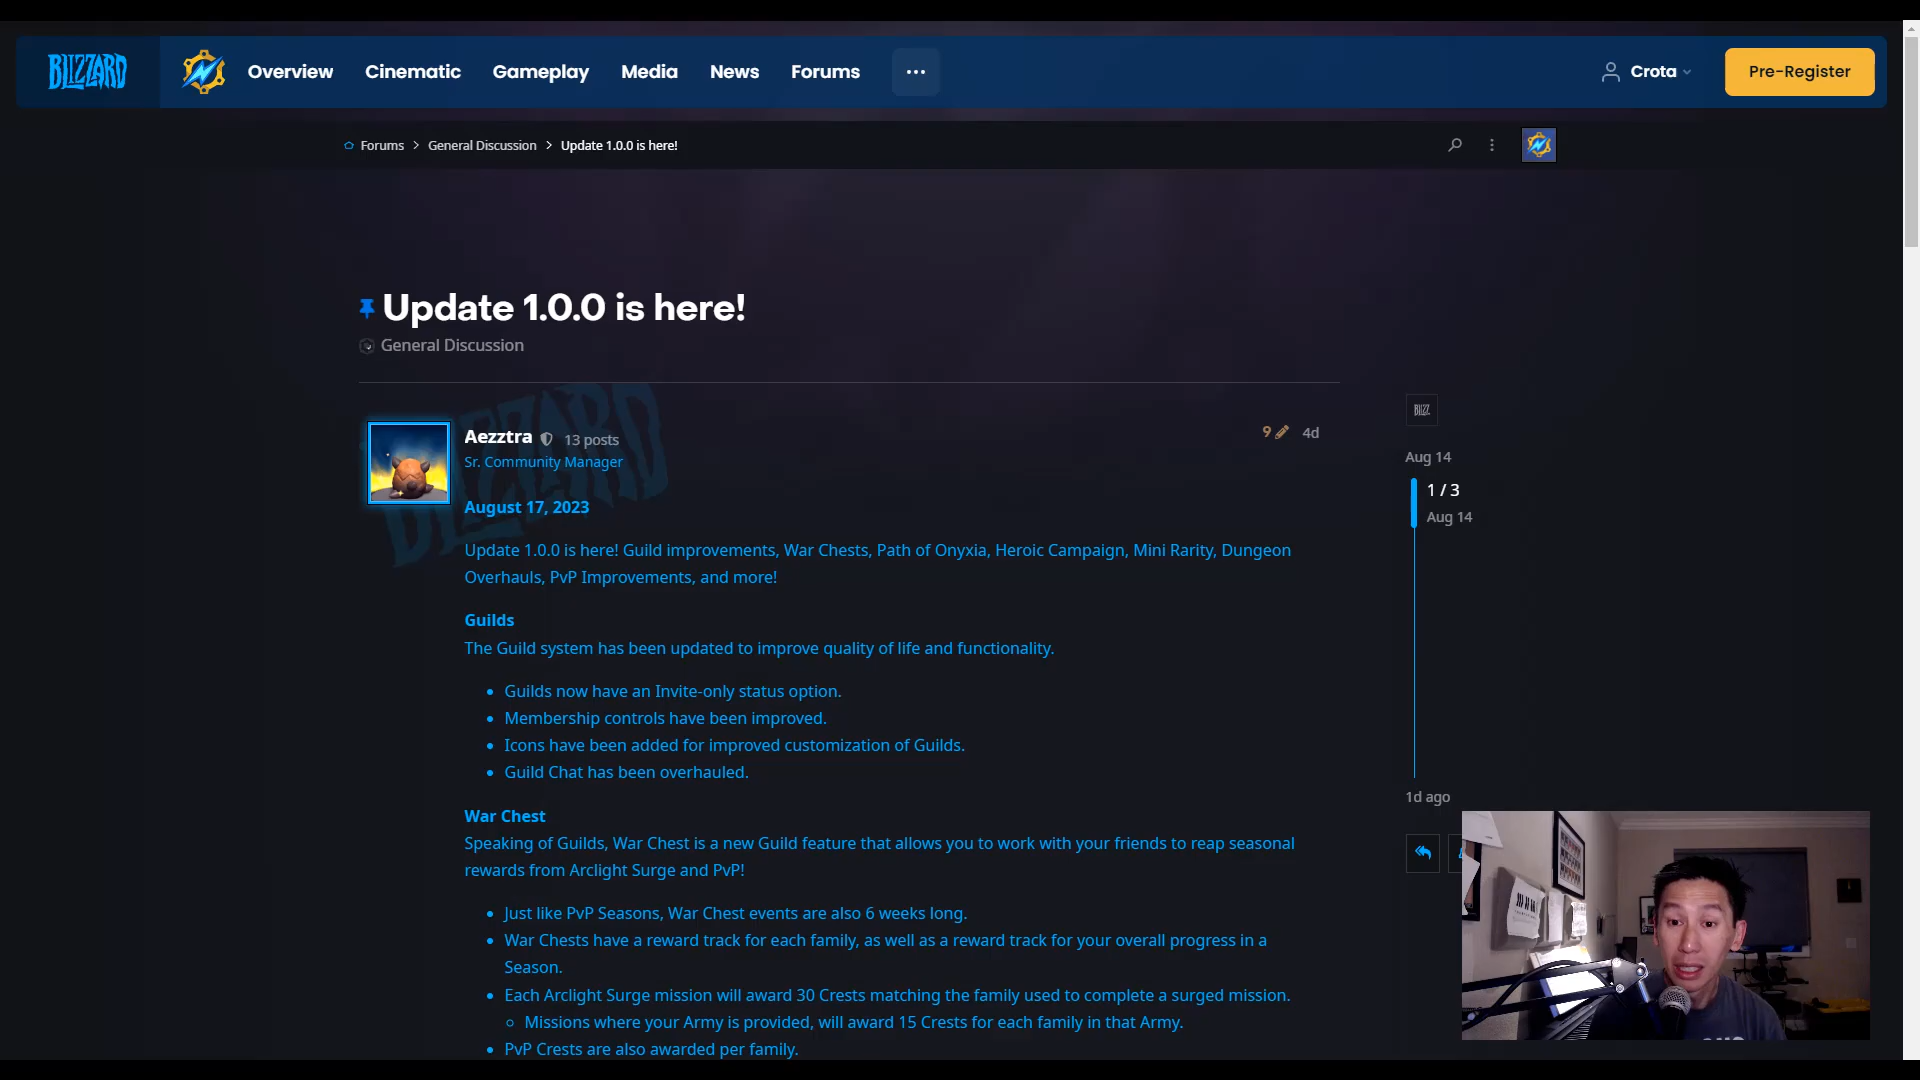 BLIZZARD
Overview Cinematic Gameplay Media News Forums ... Crota Pre-Register
Forums > General Discussion > Update 1.0.0 is here!
Update 1.0.0 is here!
General Discussion
BLIZZARD
Aezztra 13 posts 9 4d
Sr. Community Manager
BLIZZ
Aug 14
1 / 3
Aug 14
1d ago
August 17, 2023
Update 1.0.0 is here! Guild improvements, War Chests, Path of Onyxia, Heroic Campaign, Mini Rarity, Dungeon
Overhauls, PvP Improvements, and more!
Guilds
The Guild system has been updated to improve quality of life and functionality.
• Guilds now have an Invite-only status option.
• Membership controls have been improved.
• Icons have been added for improved customization of Guilds.
• Guild Chat has been overhauled.
War Chest
Speaking of Guilds, War Chest is a new Guild feature that allows you to work with your friends to reap seasonal
rewards from Arclight Surge and PvP!
• Just like PvP Seasons, War Chest events are also 6 weeks long.
• War Chests have a reward track for each family, as well as a reward track for your overall progress in a
Season.
• Each Arclight Surge mission will award 30 Crests matching the family used to complete a surged mission.
◦ Missions where your Army is provided, will award 15 Crests for each family in that Army.
• PvP Crests are also awarded per family.